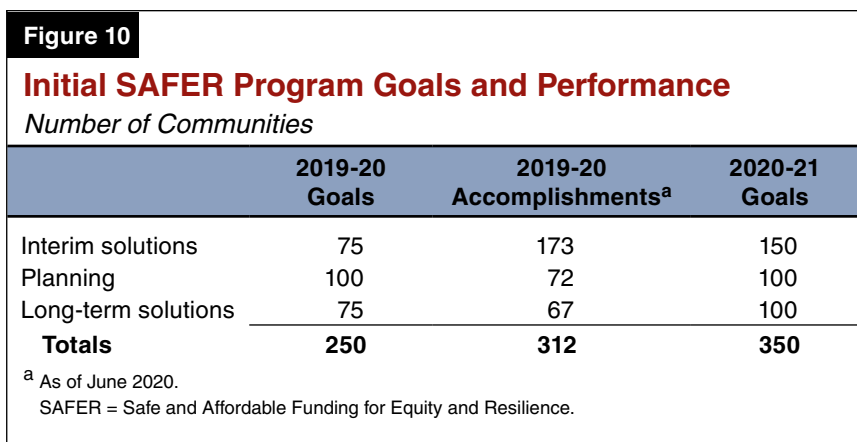 Figure 10
Initial SAFER Program Goals and Performance
Number of Communities
2019-20 Goals 2019-20 Accomplishmentsa 2020-21 Goals
Interim solutions 75 173 150
Planning 100 72 100
Long-term solutions 75 67 100
Totals 250 312 350
a As of June 2020.
SAFER = Safe and Affordable Funding for Equity and Resilience.